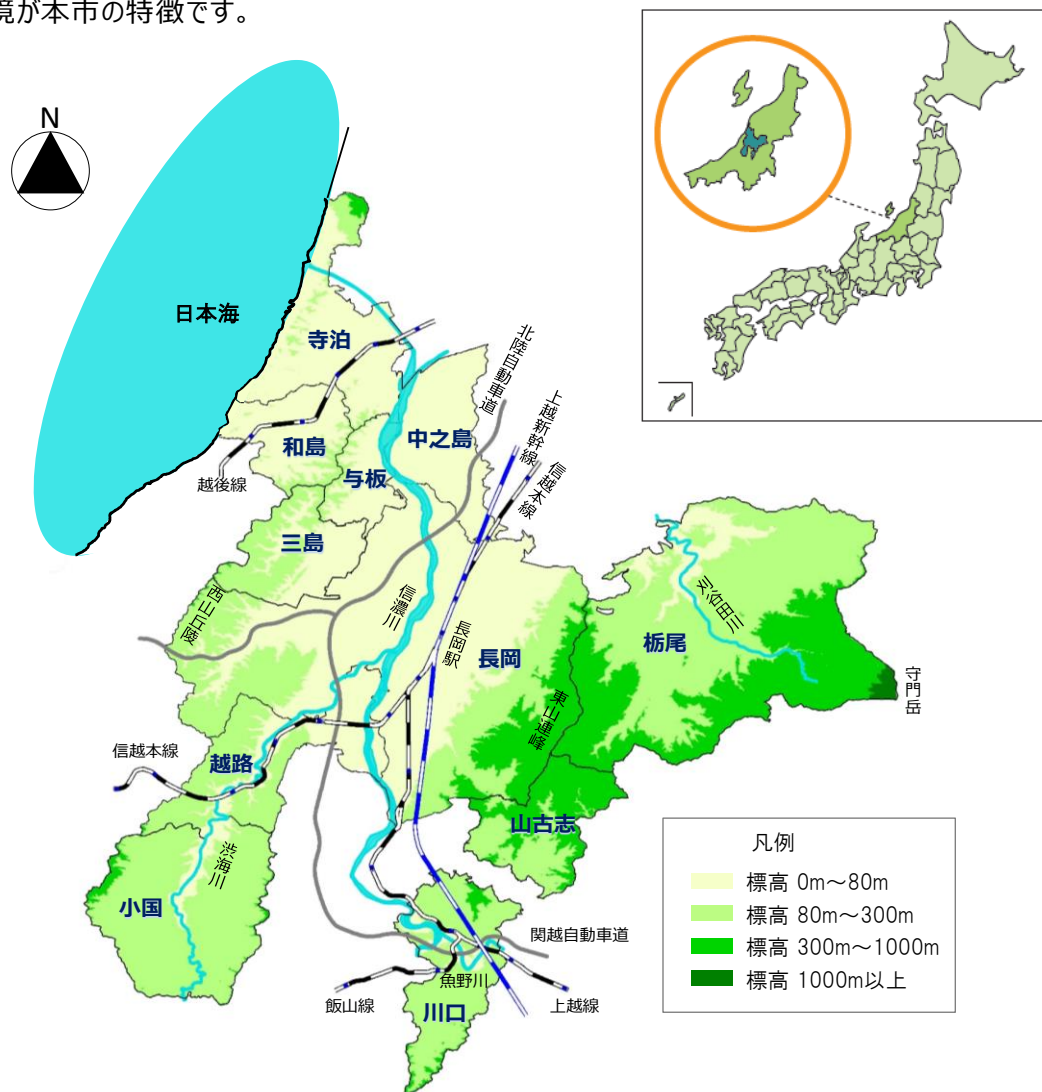 境が本市の特徴です。
N
日本海
寺泊
北陸自動車道
上越新幹線
信越本線
中之島
和島
与板
越後線
三島
西山丘陵
信濃川
刈谷田川
長岡駅
長岡
栃尾
守門岳
東山連峰
信越本線
越路
山古志
渋海川
小国
関越自動車道
魚野川
飯山線
上越線
川口
凡例
標高 0m～80m
標高 80m～300m
標高 300m～1000m
標高 1000m以上